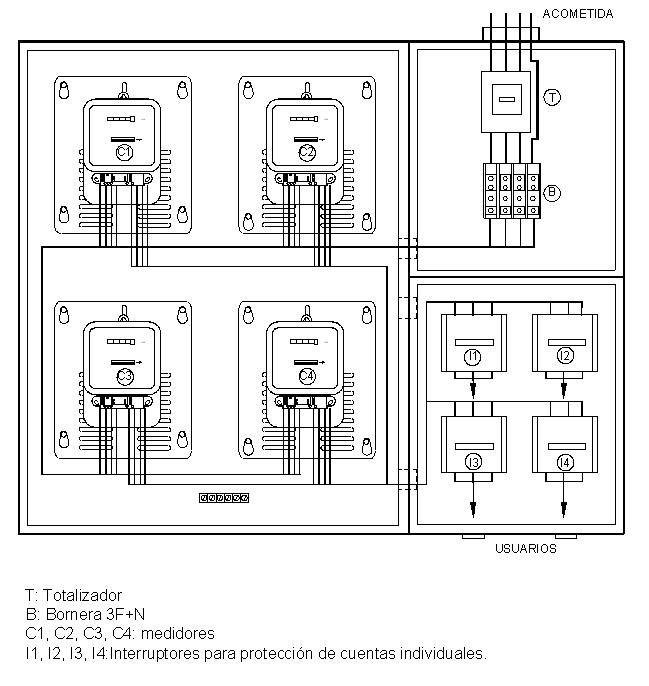 ACOMETIDA
T
C1
C2
B
I1
I2
C3
C4
I3
I4
USUARIOS
T: Totalizador
B: Bornera 3F+N
C1, C2, C3, C4: medidores
I1, I2, I3, I4:Interruptores para protección de cuentas individuales.